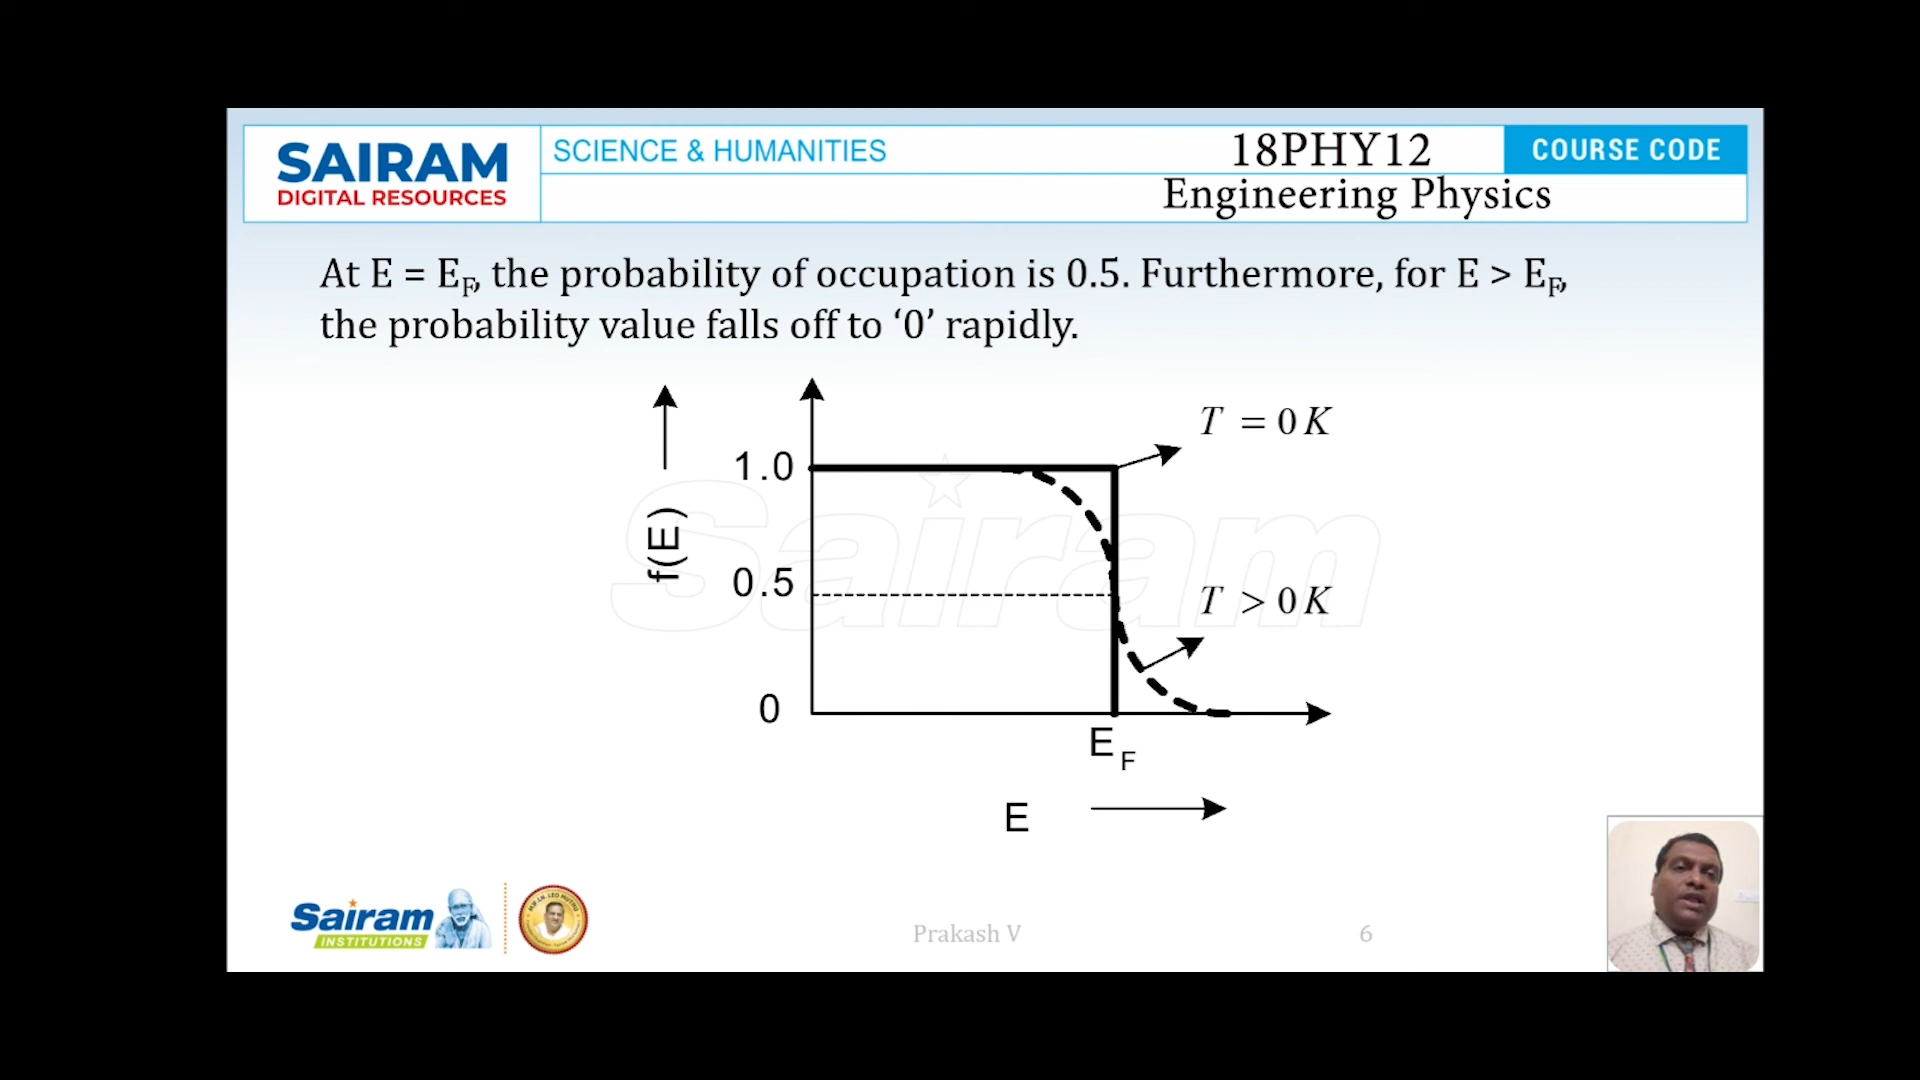 SAIRAM
DIGITAL RESOURCES
SCIENCE & HUMANITIES
18PHY12
COURSE CODE
Engineering Physics
At E = EF, the probability of occupation is 0.5. Furthermore, for E > EF,
the probability value falls off to ‘0’ rapidly.
T = 0 K
1.0
f(E)
0.5
T > 0 K
0
EF
E
Sairam
Sairam
INSTITUTIONS
Prakash V
6